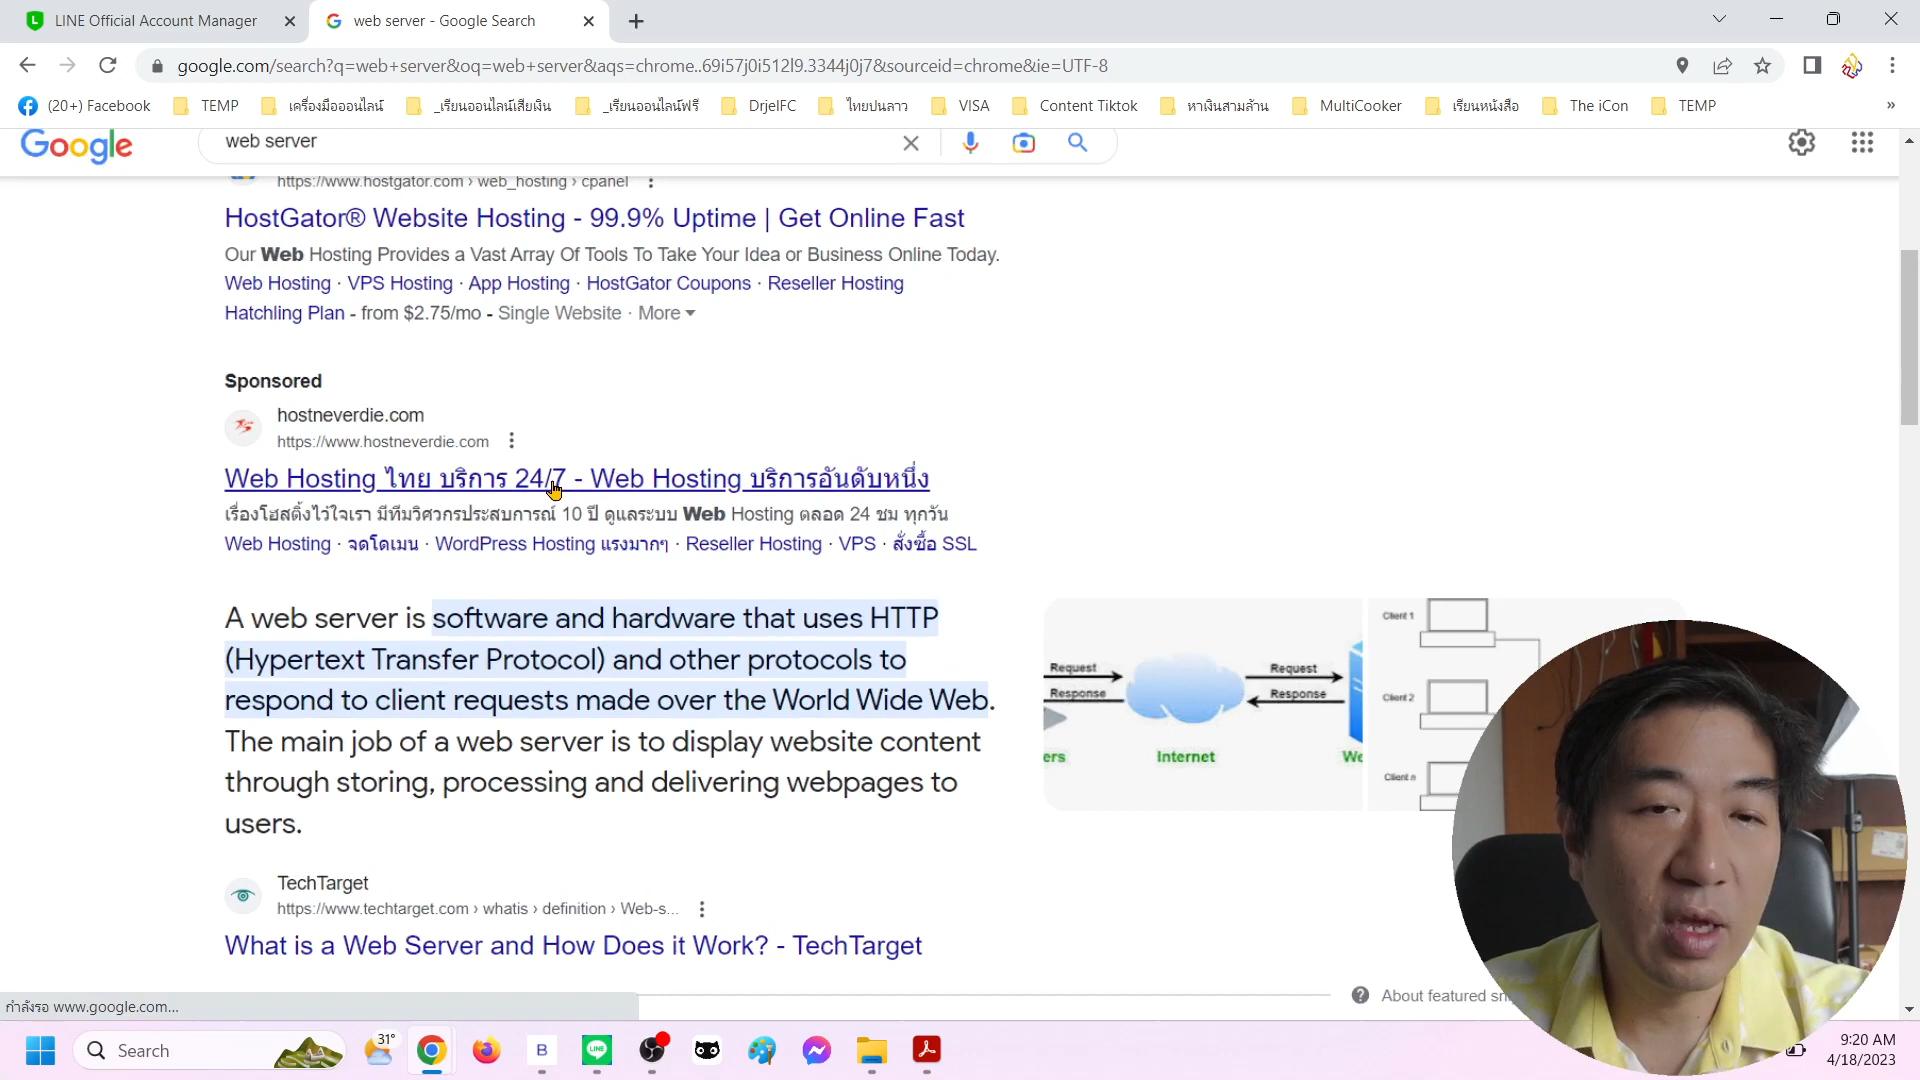 LINE Official Account Manager
web server - Google Search
google.com/search?q=web+server&oq=web+server&aqs=chrome..69i57j0i512l9.3344j0j7&sourceid=chrome&ie=UTF-8
(20+) Facebook
TEMP
เครื่องมือออนไลน์
_เรียนออนไลน์เสียเงิน
_เรียนออนไลน์ฟรี
DrjelFC
ไทยปนลาว
VISA
Content Tiktok
หาเงินสามล้าน
MultiCooker
เรียนหนังสือ
The iCon
TEMP
»
Google
web server
https://www.hostgator.com › web_hosting › cpanel
HostGator® Website Hosting - 99.9% Uptime | Get Online Fast
Our Web Hosting Provides a Vast Array Of Tools To Take Your Idea or Business Online Today.
Web Hosting · VPS Hosting · App Hosting · HostGator Coupons · Reseller Hosting
Hatchling Plan - from $2.75/mo - Single Website · More
Sponsored
hostneverdie.com
https://www.hostneverdie.com
Web Hosting ไทย บริการ 24/7 - Web Hosting บริการอันดับหนึ่ง
เรื่องโฮสติ้งไว้ใจเรา มีทีมวิศวกรประสบการณ์ 10 ปี ดูแลระบบ Web Hosting ตลอด 24 ชม ทุกวัน
Web Hosting · จดโดเมน · WordPress Hosting แรงมากๆ · Reseller Hosting · VPS · สั่งซื้อ SSL
A web server is software and hardware that uses HTTP
(Hypertext Transfer Protocol) and other protocols to
respond to client requests made over the World Wide Web.
The main job of a web server is to display website content
through storing, processing and delivering webpages to
users.
Request
Response
ers
Internet
Request
Response
We
Client 1
Client 2
Client n
TechTarget
https://www.techtarget.com › whatis › definition › Web-s...
What is a Web Server and How Does it Work? - TechTarget
About featured sn
กำลังรอ www.google.com...
Search
31°
B
9:20 AM
4/18/2023